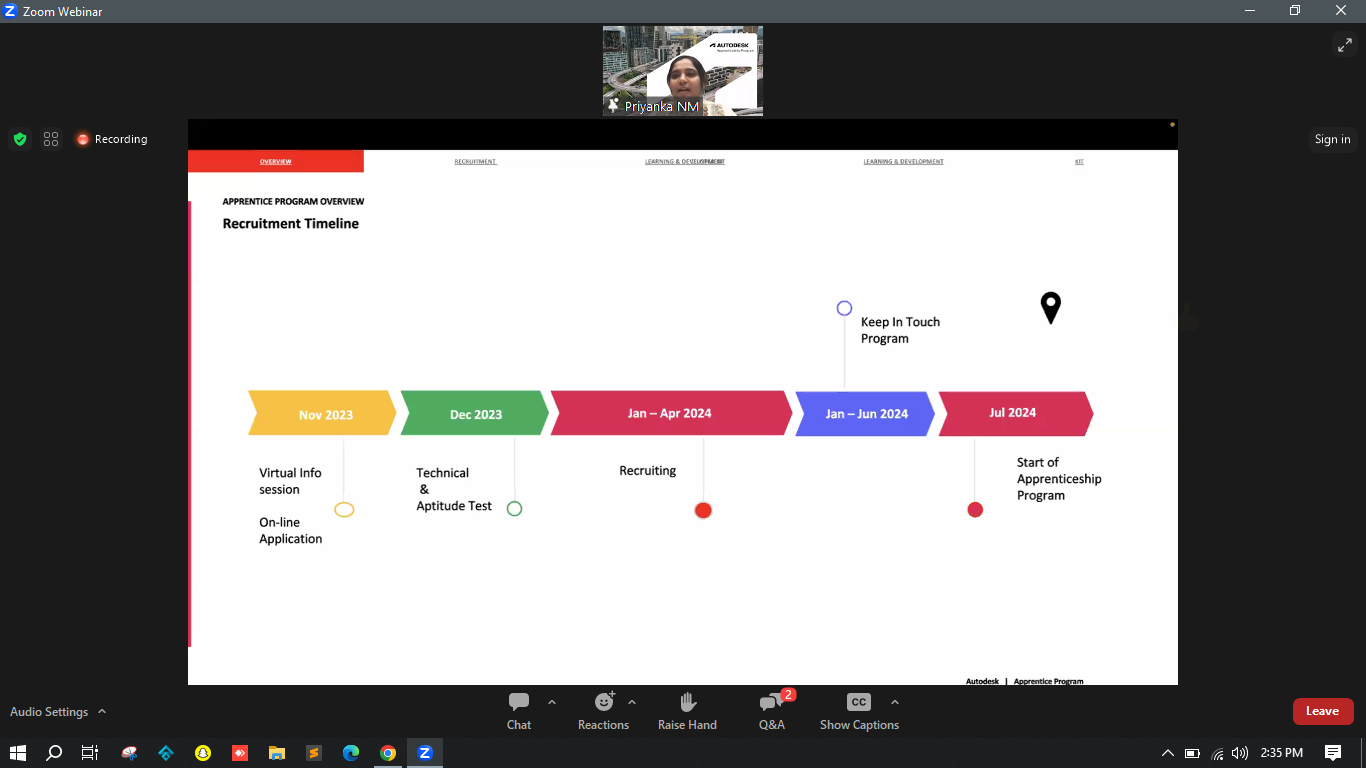 Zoom Webinar
AUTODESK
Apprenticeship Program
Priyanka NM
Recording
Sign in
OVERVIEW
RECRUITMENT
LEARNING & DEVELOPMENT
LEARNING & DEVELOPMENT
KIT
APPRENTICE PROGRAM OVERVIEW
Recruitment Timeline
Keep In Touch
Program
Nov 2023
Dec 2023
Jan – Apr 2024
Jan – Jun 2024
Jul 2024
Virtual Info
session
On-line
Application
Technical
&
Aptitude Test
Recruiting
Start of
Apprenticeship
Program
Autodesk | Apprentice Program
Audio Settings
Chat
Reactions
Raise Hand
2
Q&A
CC
Show Captions
Leave
2:35 PM